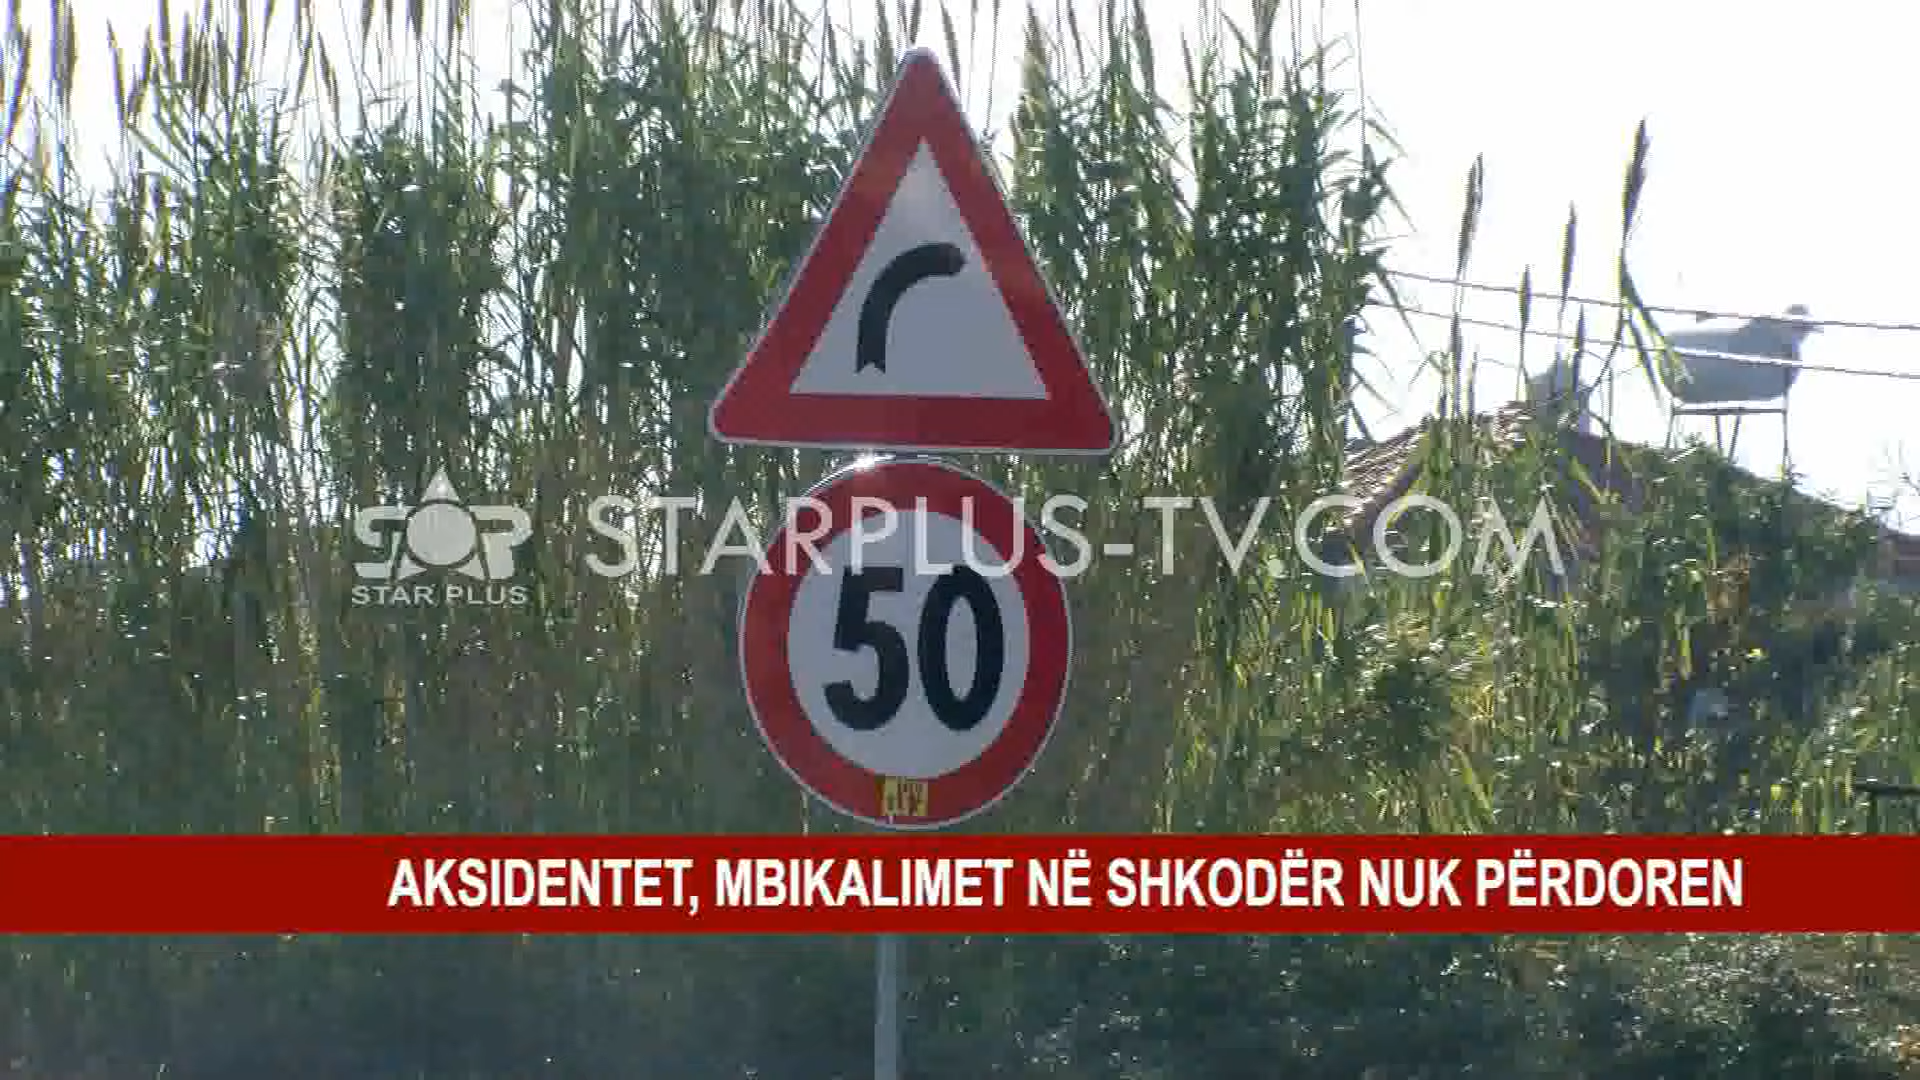 STAR PLUS
STARPLUS-TV.COM
50
AKSIDENTET, MBIKALIMET NË SHKODËR NUK PËRDOREN